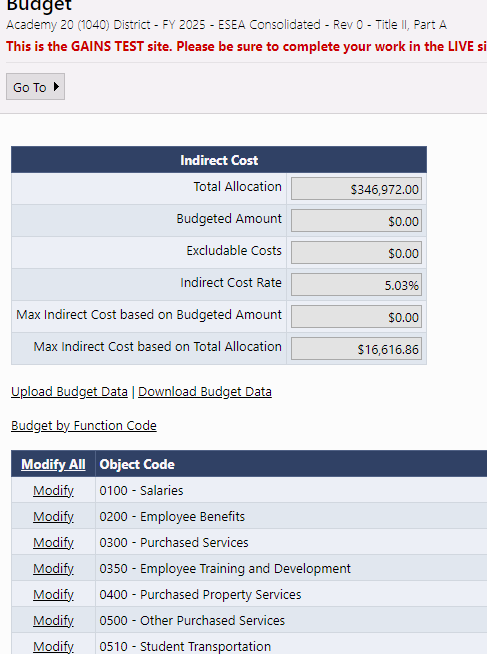 Budget
Academy 20 (1040) District - FY 2025 - ESEA Consolidated - Rev 0 - Title II, Part A
This is the GAINS TEST site. Please be sure to complete your work in the LIVE si
Go To
Indirect Cost
Total Allocation $346,972.00
Budgeted Amount $0.00
Excludable Costs $0.00
Indirect Cost Rate 5.03%
Max Indirect Cost based on Budgeted Amount $0.00
Max Indirect Cost based on Total Allocation $16,616.86
Upload Budget Data | Download Budget Data
Budget by Function Code
Modify All Object Code
Modify 0100 - Salaries
Modify 0200 - Employee Benefits
Modify 0300 - Purchased Services
Modify 0350 - Employee Training and Development
Modify 0400 - Purchased Property Services
Modify 0500 - Other Purchased Services
Modify 0510 - Student Transportation